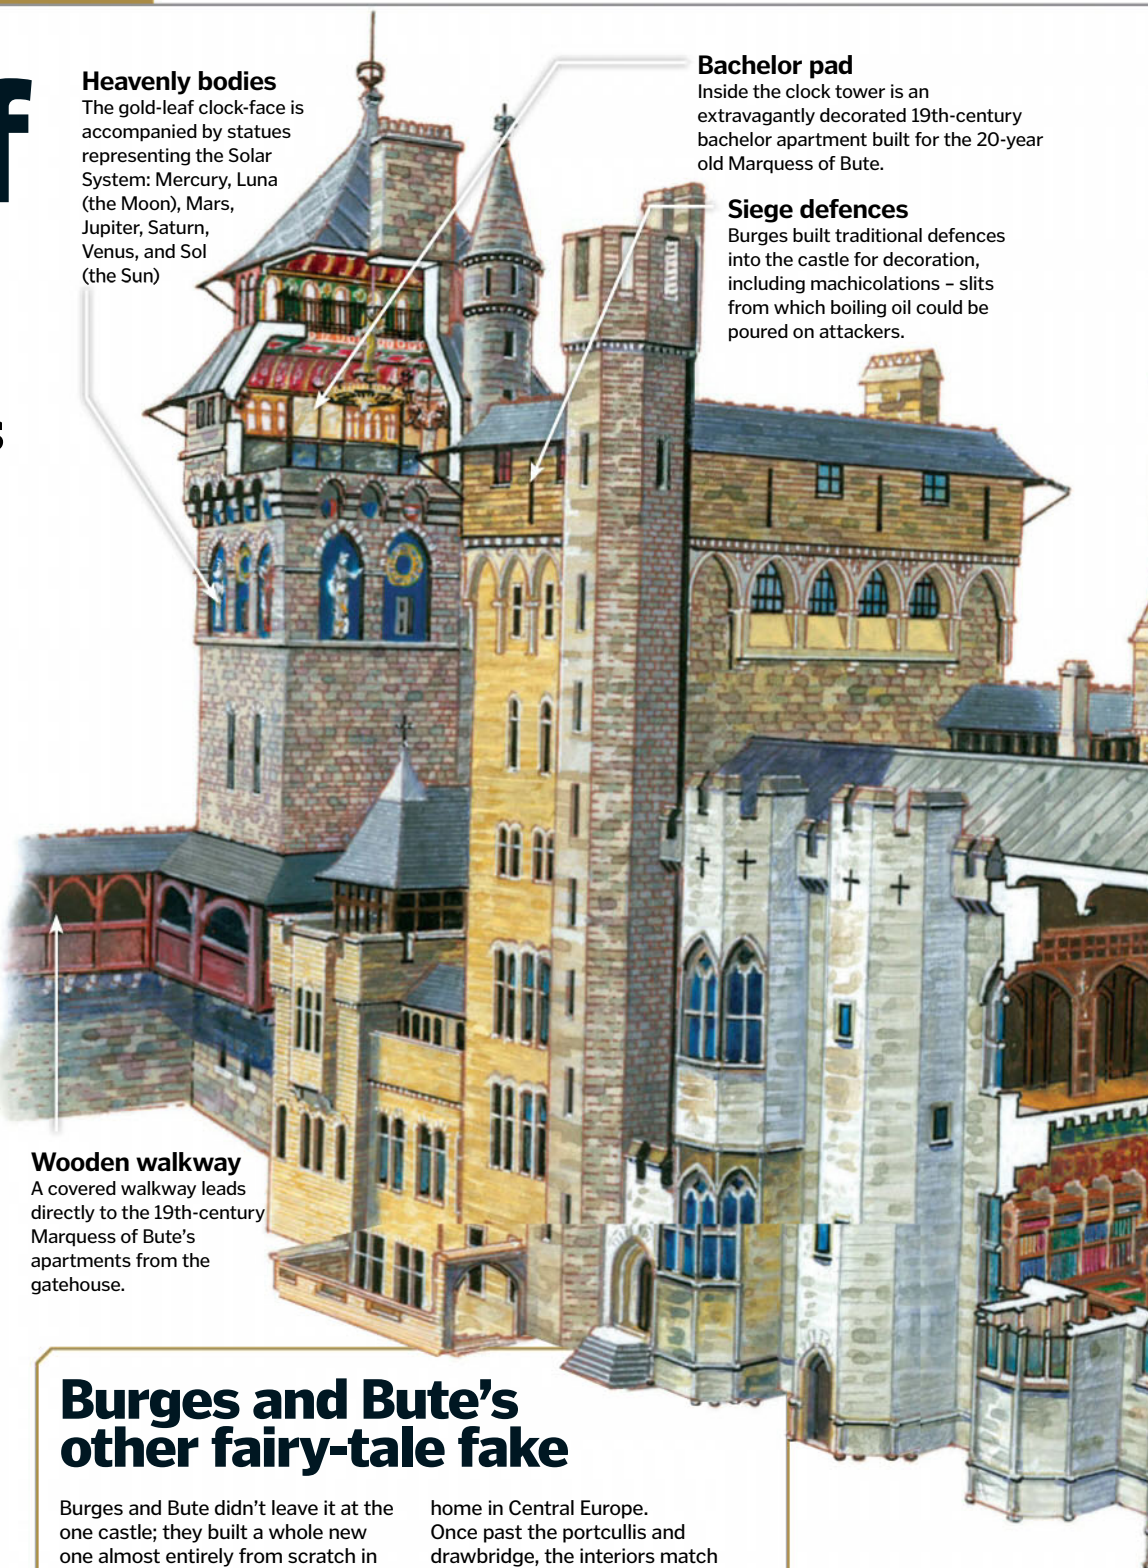 f
s
Heavenly bodies
The gold-leaf clock-face is
accompanied by statues
representing the Solar
System: Mercury, Luna
(the Moon), Mars,
Jupiter, Saturn,
Venus, and Sol
(the Sun)
Bachelor pad
Inside the clock tower is an
extravagantly decorated 19th-century
bachelor apartment built for the 20-year
old Marquess of Bute.
Siege defences
Burges built traditional defences
into the castle for decoration,
including machicolations – slits
from which boiling oil could be
poured on attackers.
Wooden walkway
A covered walkway leads
directly to the 19th-century
Marquess of Bute’s
apartments from the
gatehouse.
Burges and Bute’s
other fairy-tale fake
Burges and Bute didn’t leave it at the
one castle; they built a whole new
one almost entirely from scratch in
home in Central Europe.
Once past the portcullis and
drawbridge, the interiors match